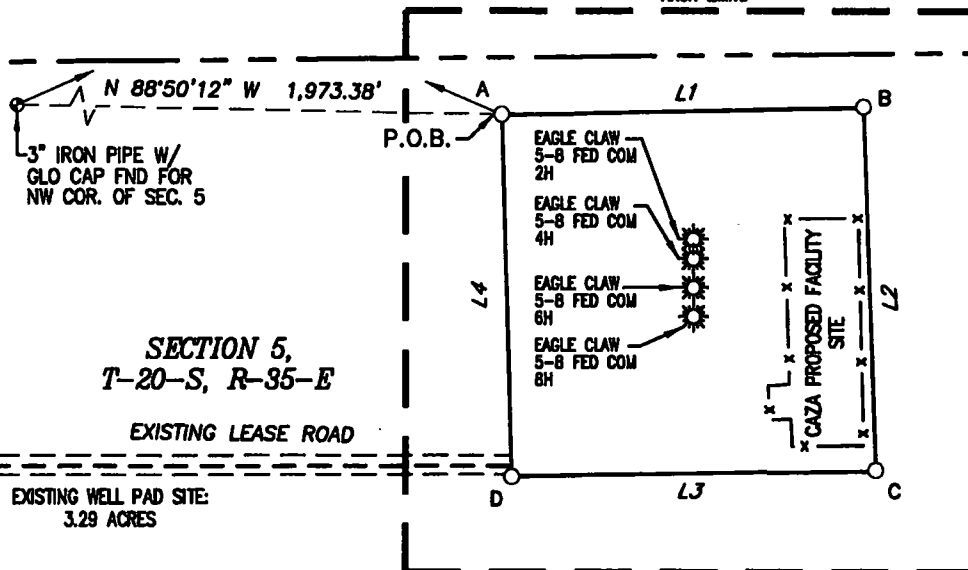 N 88°50'12" W 1,973.38'
A
L1
B
P.O.B.
3" IRON PIPE W/
GLO CAP FND FOR
NW COR. OF SEC. 5
EAGLE CLAW
5-8 FED COM
2H
EAGLE CLAW
5-8 FED COM
4H
EAGLE CLAW
5-8 FED COM
6H
EAGLE CLAW
5-8 FED COM
8H
L4
L2
CAZA PROPOSED FACILITY
SITE
SECTION 5,
T-20-S, R-35-E
EXISTING LEASE ROAD
D
L3
C
EXISTING WELL PAD SITE:
3.29 ACRES